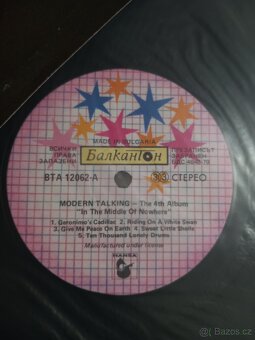 MADE IN BULGARIA
Балкантон
ВСИЧКИ
ПРАВА
ЗАПАЗЕНИ
ПРЕЗАПИСЪТ
ЗАБРАНЕН
ВТА 12062-А
33 СТЕРЕО
MODERN TALKING – The 4th Album
"In The Middle Of Nowhere"
1. Geronimo's Cadillac 2. Riding On A White Swan
3. Give Me Peace On Earth 4. Sweet Little Sheila
5. Ten Thousand Lonely Drums
Manufactured under license
HANSA
bazos.cz